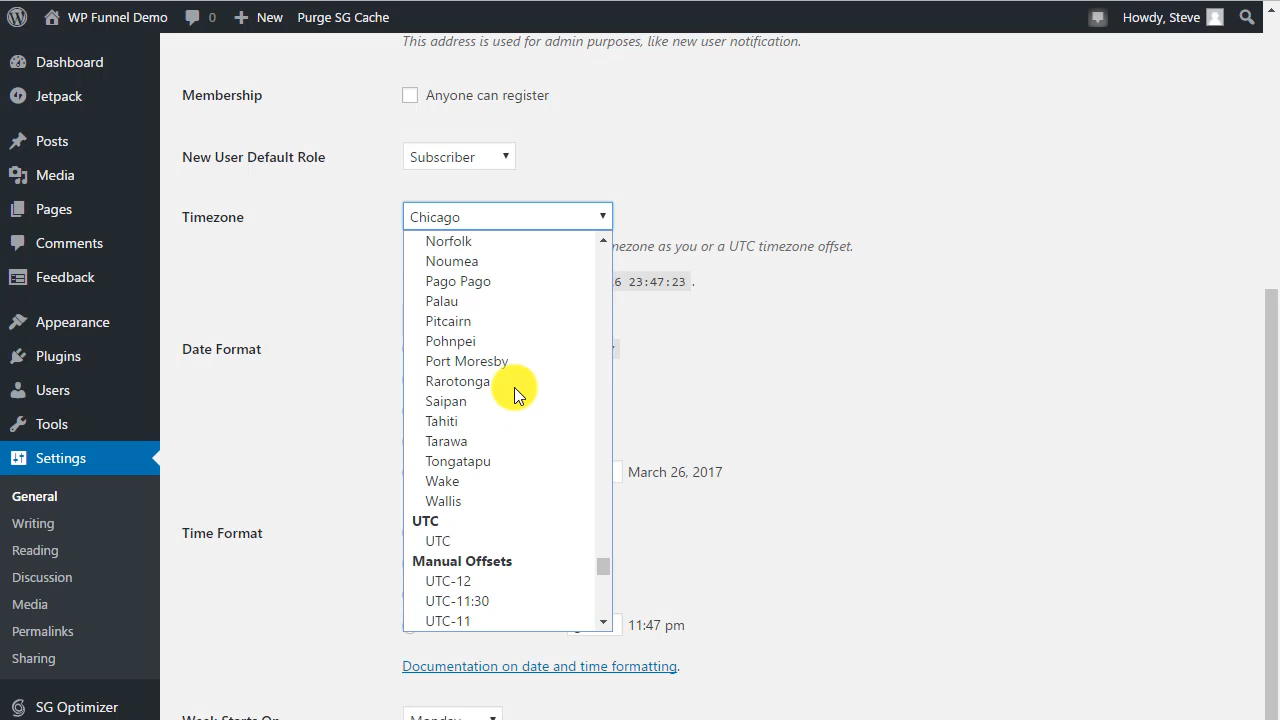 WP Funnel Demo 0 New Purge SG Cache Howdy, Steve
Dashboard
Jetpack
Posts
Media
Pages
Comments
Feedback
Appearance
Plugins
Users
Tools
Settings
General
Writing
Reading
Discussion
Media
Permalinks
Sharing
SG Optimizer
This address is used for admin purposes, like new user notification.
Membership Anyone can register
New User Default Role Subscriber
Timezone Chicago
mezone as you or a UTC timezone offset.
6 23:47:23.
Norfolk
Noumea
Pago Pago
Palau
Pitcairn
Pohnpei
Port Moresby
Rarotonga
Saipan
Tahiti
Tarawa
Tongatapu
Wake
Wallis
UTC
UTC
Manual Offsets
UTC-12
UTC-11:30
UTC-11
Date Format
March 26, 2017
Time Format
11:47 pm
Documentation on date and time formatting.
Week Starts On Monday